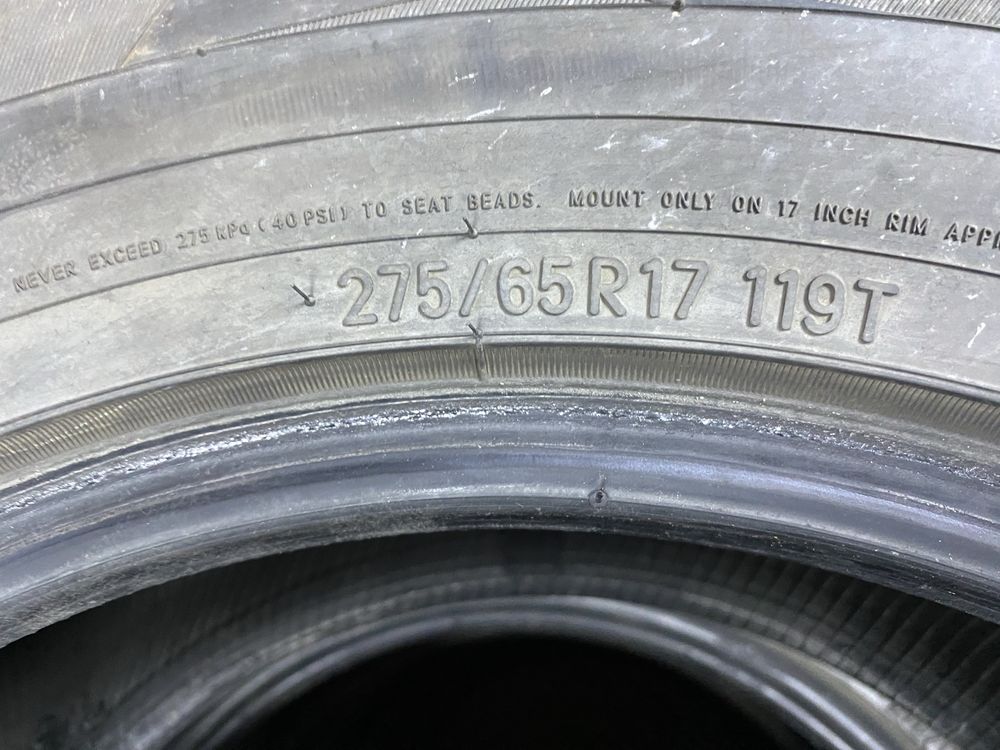 NEVER EXCEED 275 kPa (40 PSI) TO SEAT BEADS. MOUNT ONLY ON 17 INCH RIM
275/65R17 119T